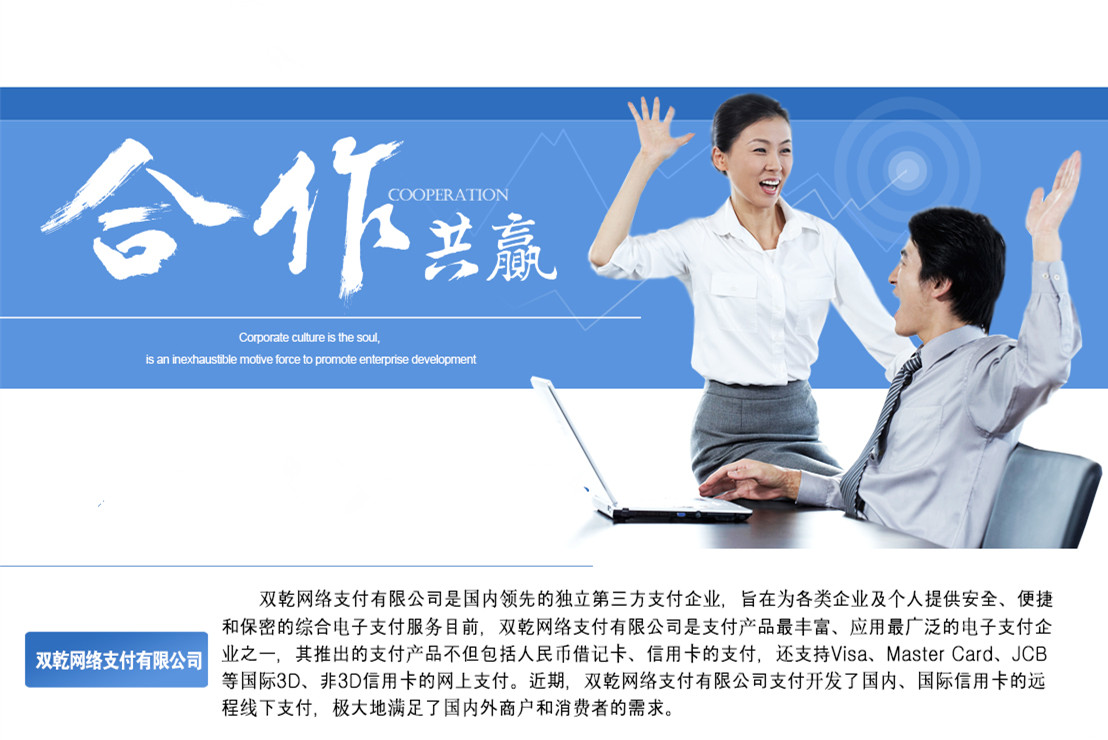 合作
COOPERATION
共赢
Corporate culture is the soul,
is an inexhaustible motive force to promote enterprise development
双乾网络支付有限公司
双乾网络支付有限公司是国内领先的独立第三方支付企业，旨在为各类企业及个人提供安全、便捷
和保密的综合电子支付服务目前，双乾网络支付有限公司是支付产品最丰富、应用最广泛的电子支付企
业之一，其推出的支付产品不但包括人民币借记卡、信用卡的支付，还支持Visa、Master Card、JCB
等国际3D、非3D信用卡的网上支付。近期，双乾网络支付有限公司支付开发了国内、国际信用卡的远
程线下支付，极大地满足了国内外商户和消费者的需求。